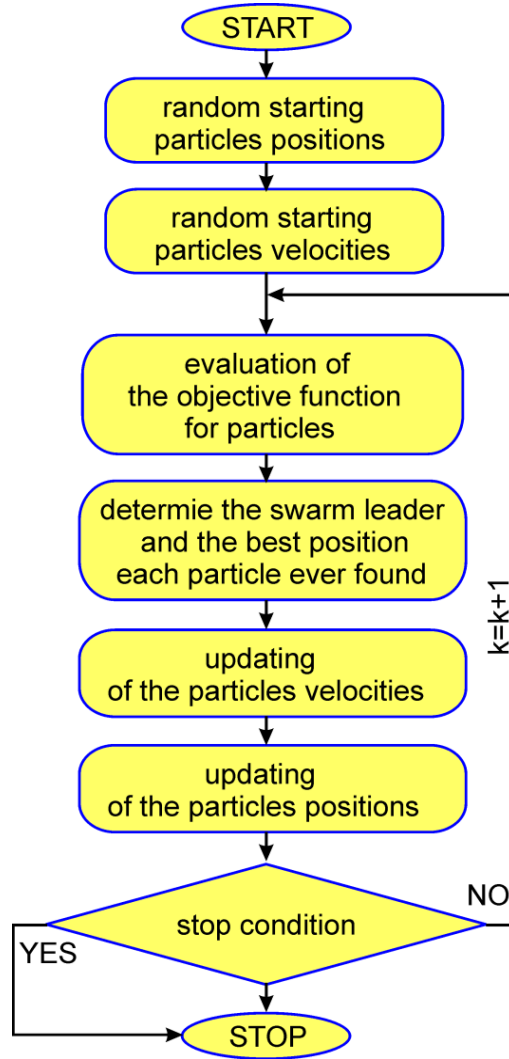 START
random starting
particles positions
random starting
particles velocities
evaluation of
the objective function
for particles
determie the swarm leader
and the best position
each particle ever found
k=k+1
updating
of the particles velocities
updating
of the particles positions
stop condition
NO
YES
STOP